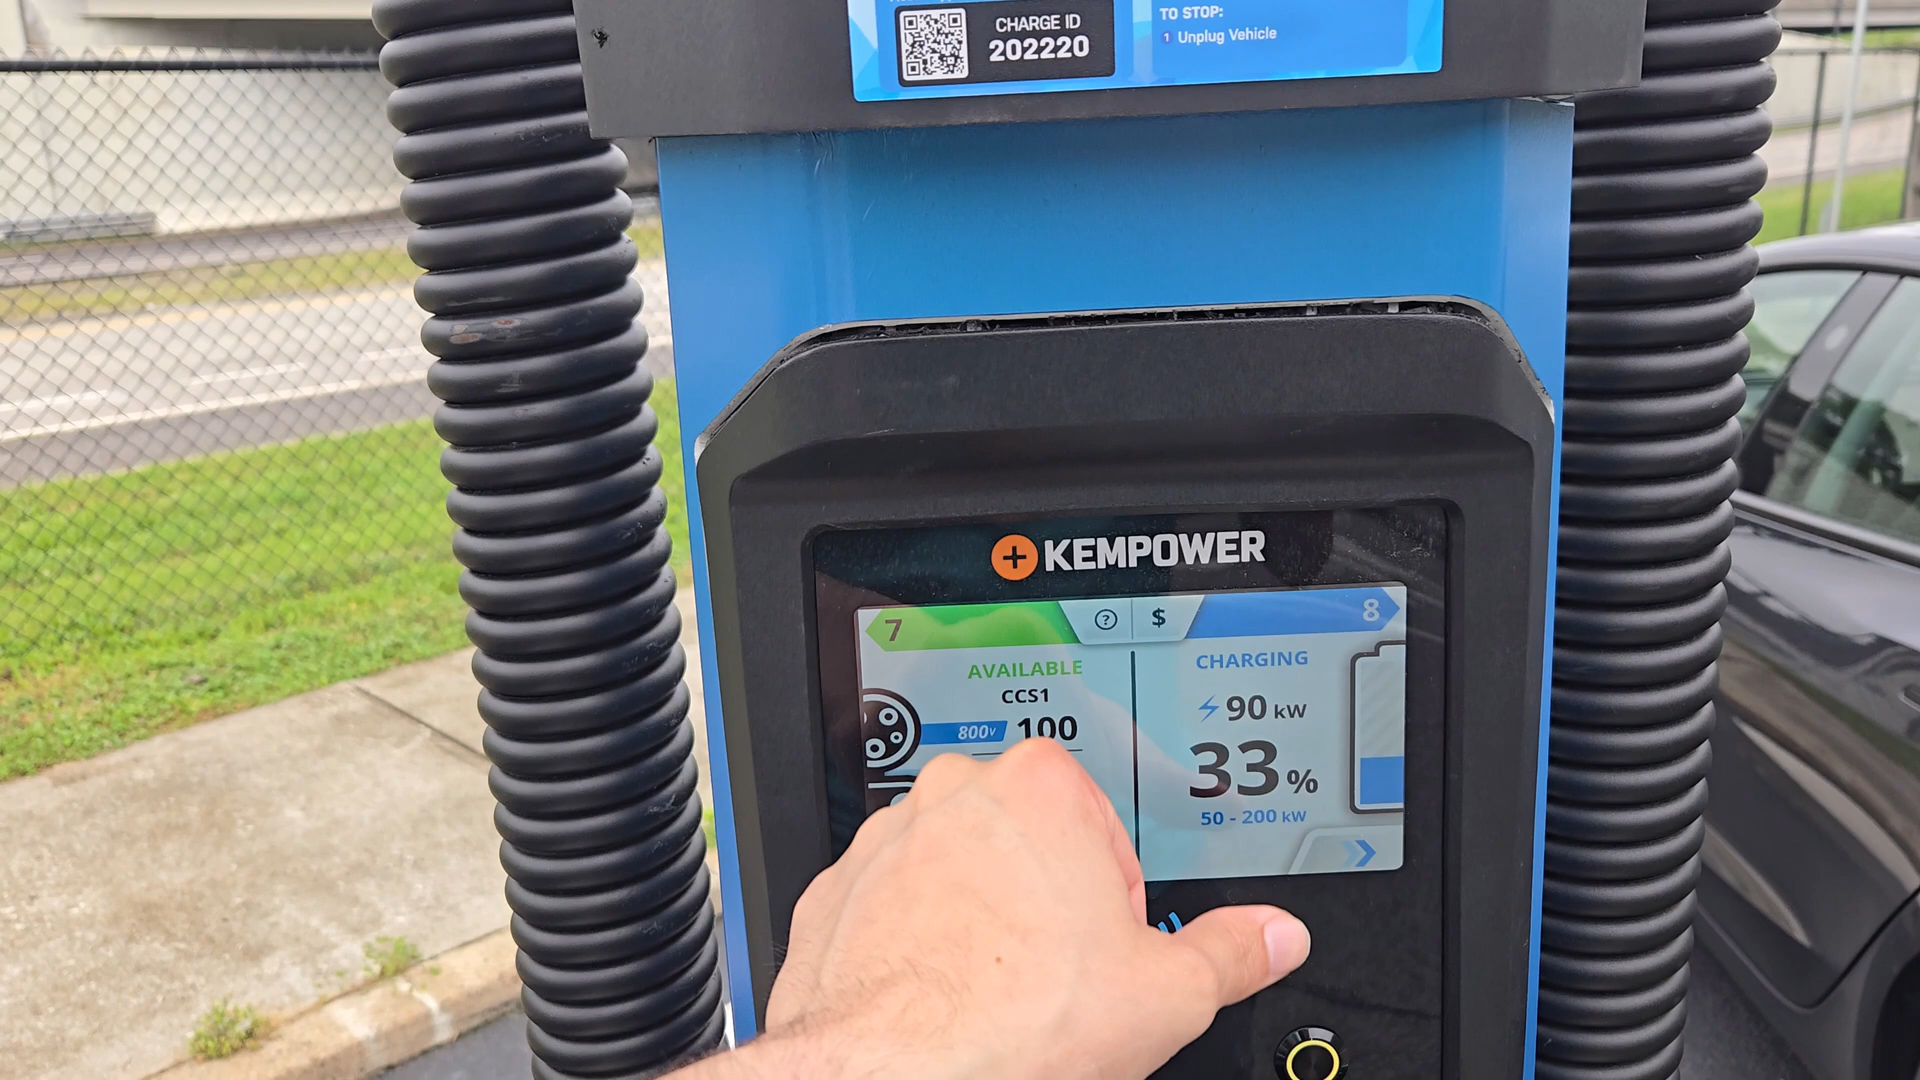 CHARGE ID
202220
TO STOP:
1 Unplug Vehicle
KEMPOWER
7
? $
8
AVAILABLE
CCS1
800V 100
CHARGING
90 kW
33 %
50 - 200 kW